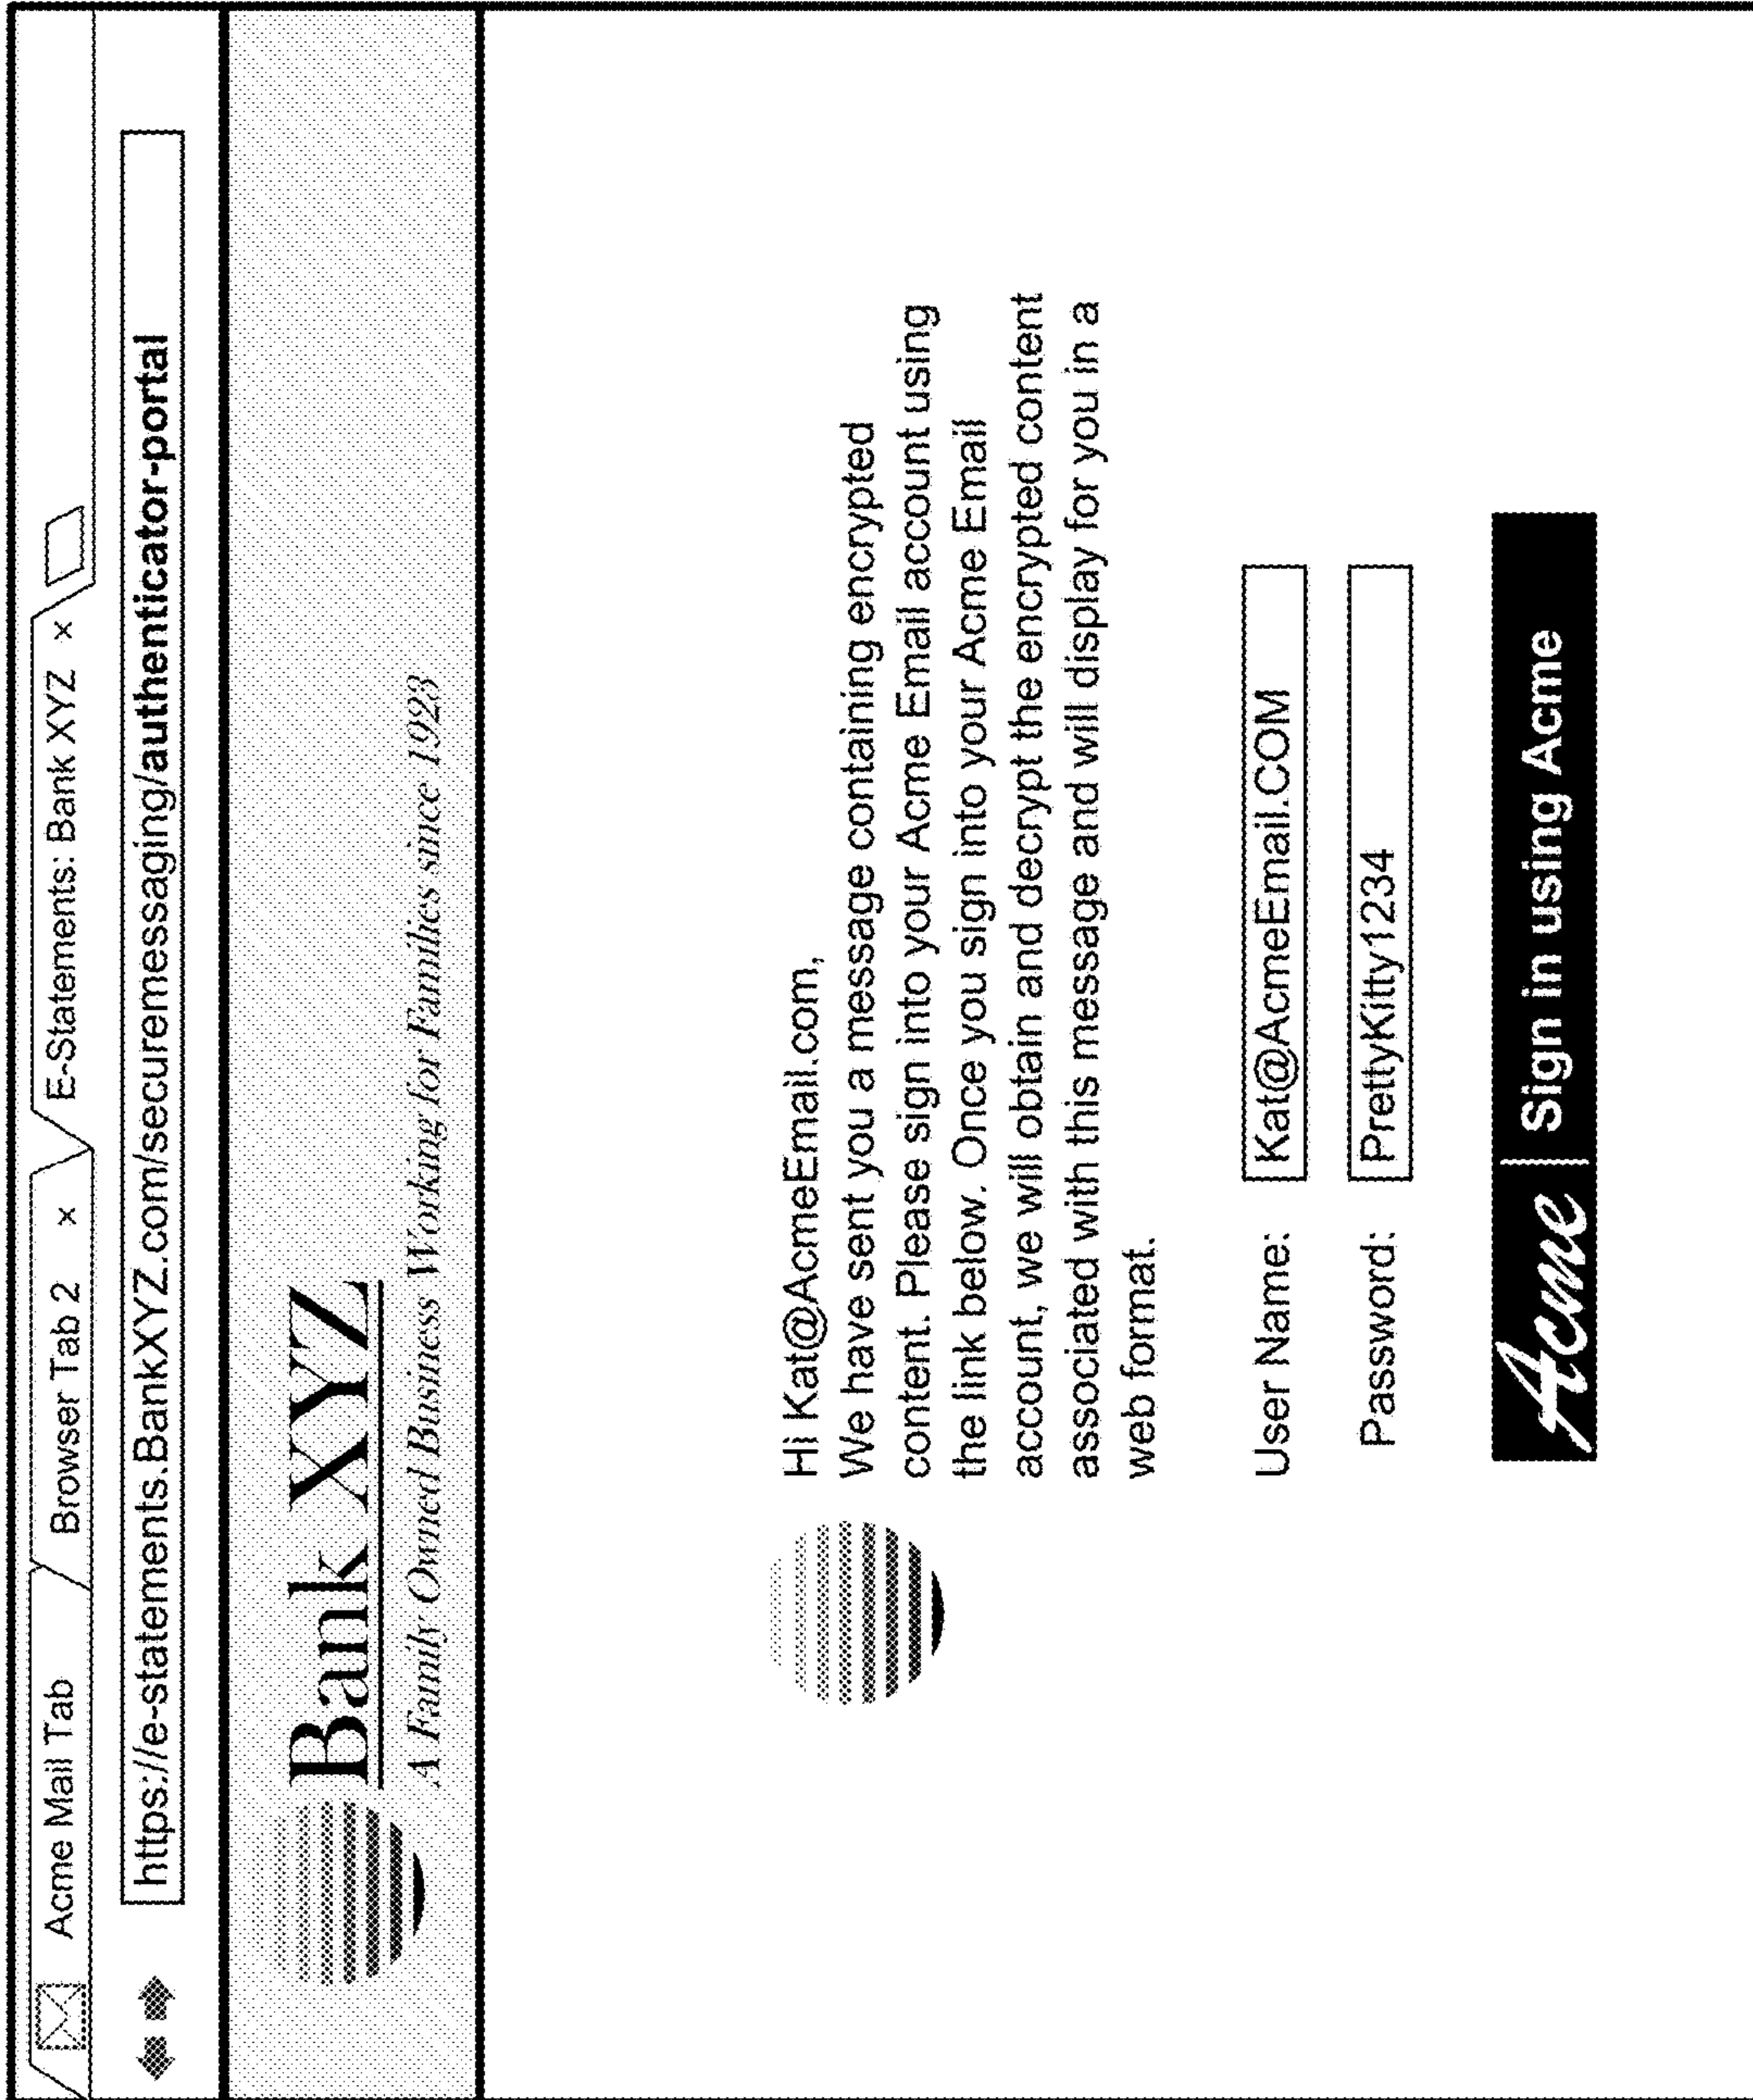 Acme Mail Tab
Browser Tab 2 x
E-Statements: Bank XYZ x
https://e-statements.BankXYZ.com/securemessaging/authenticator-portal
Bank XYZ
A Family Owned Business Working for Families since 1923
Hi Kat@AcmeEmail.com,
We have sent you a message containing encrypted
content. Please sign into your Acme Email account using
the link below. Once you sign into your Acme Email
account, we will obtain and decrypt the encrypted content
associated with this message and will display for you in a
web format.
User Name: Kat@AcmeEmail.COM
Password: PrettyKitty1234
Acme | Sign in using Acme